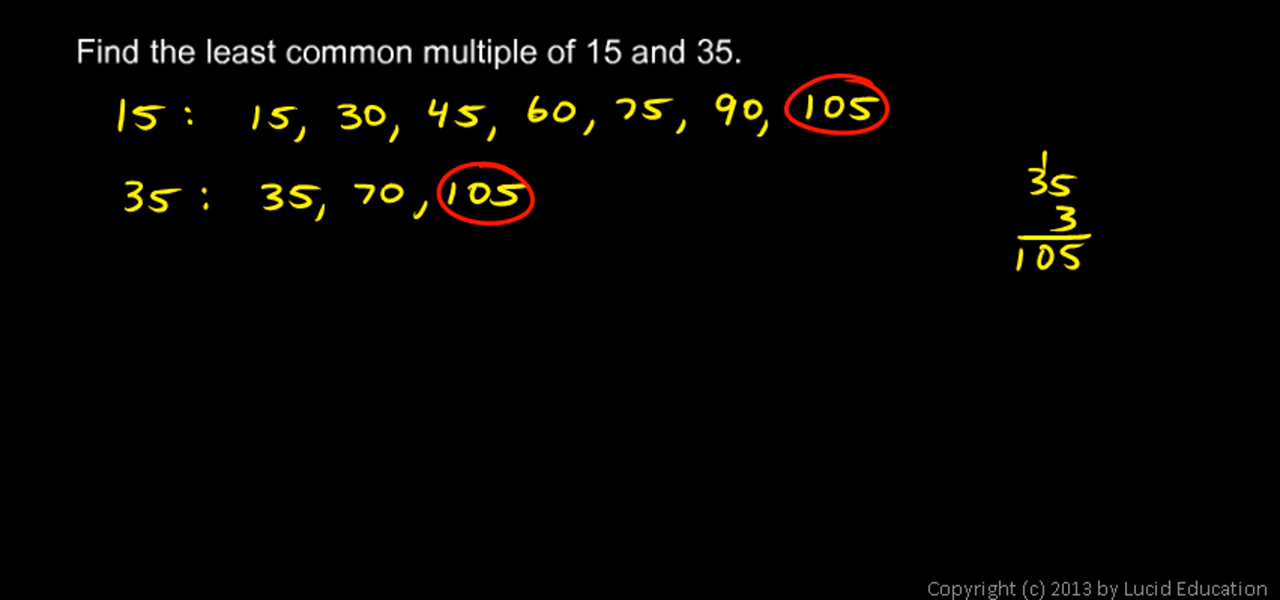 Find the least common multiple of 15 and 35.
15 : 15, 30, 45, 60, 75, 90, 105
35 : 35, 70, 105
1
35
3
105
Copyright (c) 2013 by Lucid Education